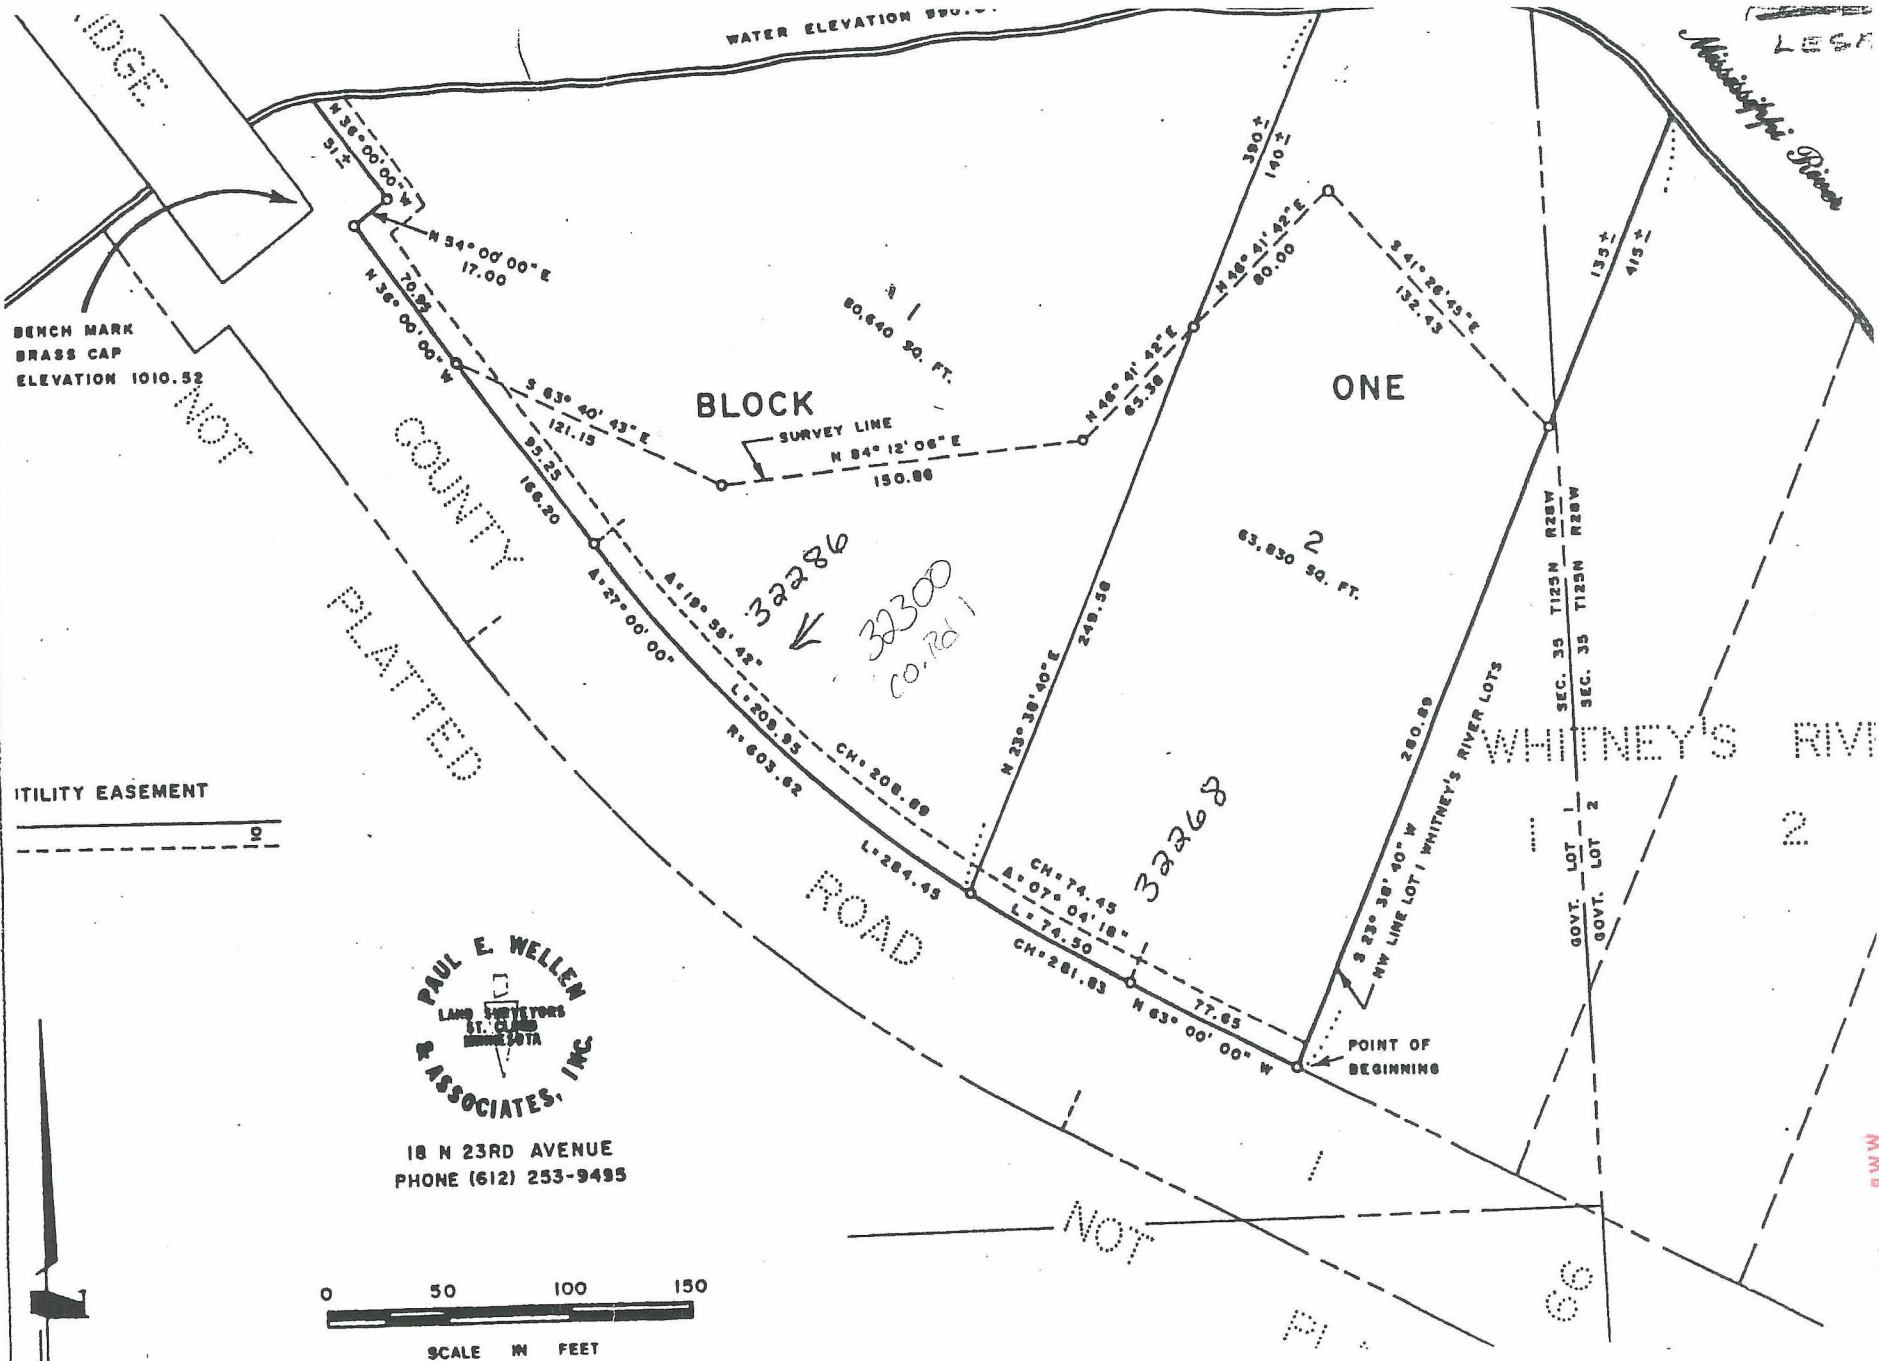 WATER ELEVATION
LESA
Mississippi River
N 36° 00' 00" W
51±
N 54° 00' 00" E
17.00
70.95
N 36° 00' 00" W
BENCH MARK
BRASS CAP
ELEVATION 1010.52
390±
140±
N 46° 41' 42" E
80.00
S 41° 26' 45" E
132.43
135±
415±
1
80,640 SQ. FT.
BLOCK
ONE
SURVEY LINE
S 63° 40' 43" E
121.15
N 84° 12' 06" E
150.86
N 46° 41' 42" E
65.38
95.25
166.20
NOT
COUNTY
PLATTED
ROAD
Δ=27° 00' 00"
Δ=19° 55' 42"
L=209.95
R=603.62
CH=208.89
L=284.45
32286
32300
CO. Rd 1
N 23° 38' 40" E
249.58
2
63,830 SQ. FT.
280.89
S 23° 38' 40" W
NW LINE LOT 1 WHITNEY'S RIVER LOTS
SEC. 35 T125N R28W
SEC. 35 T125N R28W
WHITNEY'S RIVE
1
2
GOVT. LOT 1
GOVT. LOT 2
32268
CH=74.45
Δ=07° 04' 18"
L=74.50
CH=281.83
77.65
N 63° 00' 00" W
POINT OF
BEGINNING
ITILITY EASEMENT
10
PAUL E. WELLEN
& ASSOCIATES, INC.
LAND SURVEYORS
ST. CLOUD
MINNESOTA
18 N 23RD AVENUE
PHONE (612) 253-9495
0 50 100 150
SCALE IN FEET
NOT
1
66